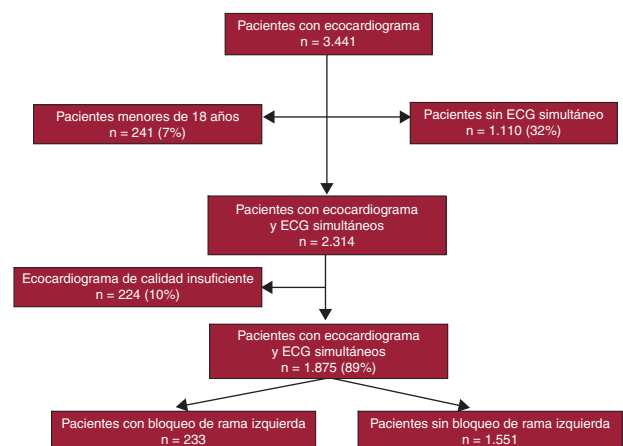 Pacientes con ecocardiograma
n = 3.441
Pacientes menores de 18 años
n = 241 (7%)
Pacientes sin ECG simultáneo
n = 1.110 (32%)
Pacientes con ecocardiograma
y ECG simultáneos
n = 2.314
Ecocardiograma de calidad insuficiente
n = 224 (10%)
Pacientes con ecocardiograma
y ECG simultáneos
n = 1.875 (89%)
Pacientes con bloqueo de rama izquierda
n = 233
Pacientes sin bloqueo de rama izquierda
n = 1.551